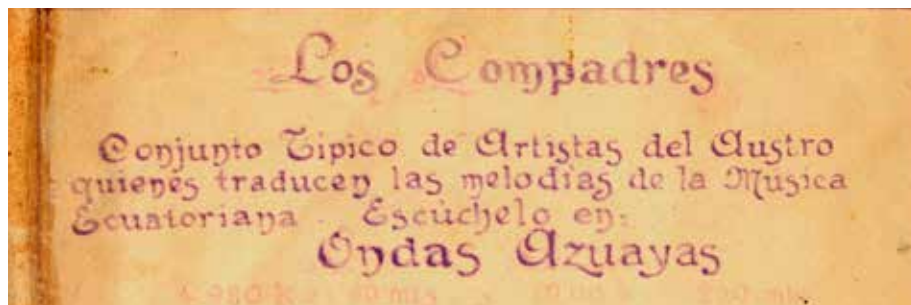 Los Compadres
Conjunto Típico de Artistas del Austro
quienes traducen las melodías de la Música
Ecuatoriana. Escúchelo en:
Ondas Azuayas